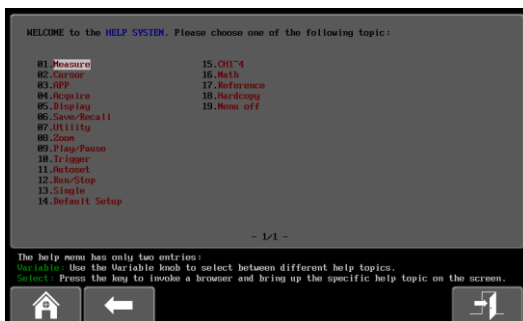 WELCOME to the HELP SYSTEM. Please choose one of the following topic:
01.Measure
02.Cursor
03.APP
04.Acquire
05.Display
06.Save/Recall
07.Utility
08.Zoom
09.Play/Pause
10.Trigger
11.Autoset
12.Run/Stop
13.Single
14.Default Setup
15.CH1~4
16.Math
17.Reference
18.Hardcopy
19.Menu off
- 1/1 -
The help menu has only two entries:
Variable: Use the Variable knob to select between different help topics.
Select: Press the key to invoke a browser and bring up the specific help topic on the screen.